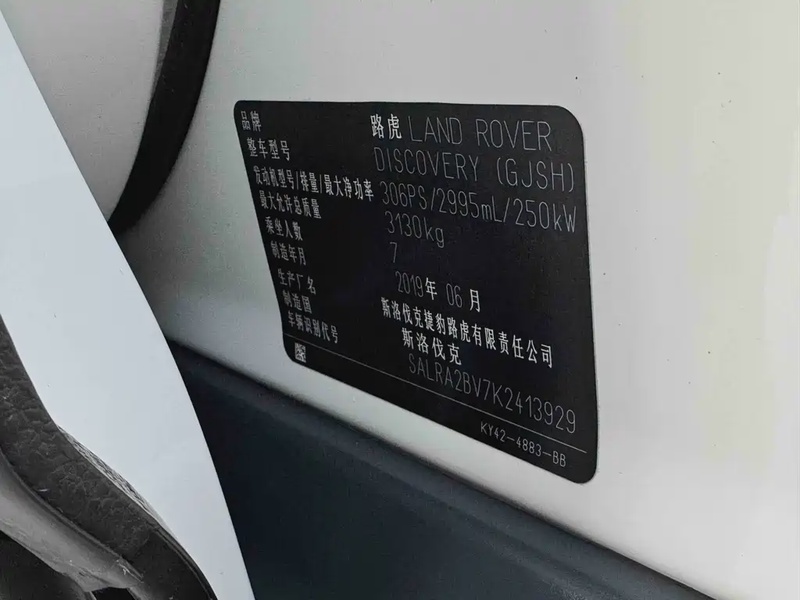 品牌 路虎 LAND ROVER
整车型号 DISCOVERY (GJSH)
发动机型号/排量/最大净功率 306PS/2995mL/250kW
最大允许总质量 3130kg
乘坐人数 7
制造年月 2019年 06 月
生产厂名 斯洛伐克捷豹路虎有限责任公司
制造国 斯洛伐克
车辆识别代号 SALRA2BV7K2413929
KY42-4883-BB